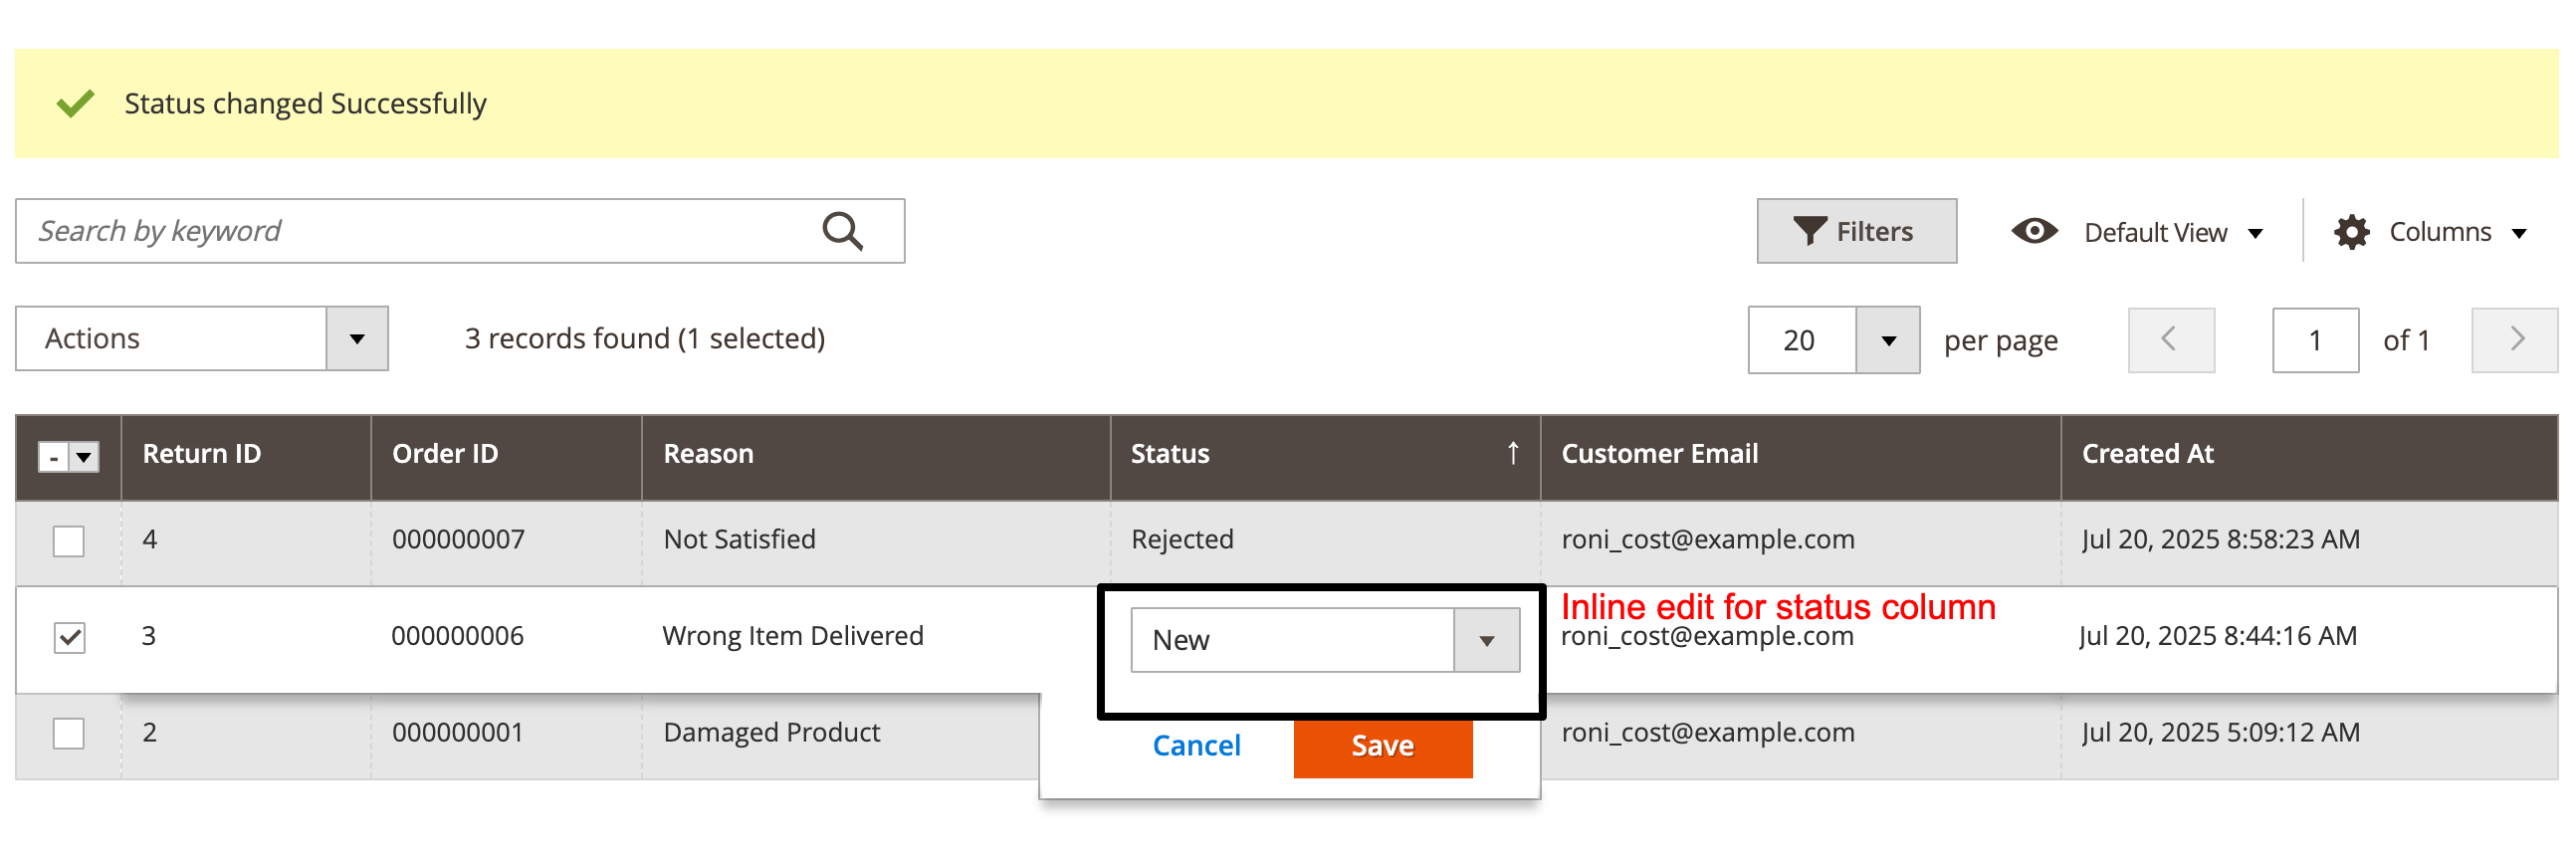 Status changed Successfully
Search by keyword
Filters
Default View
Columns
Actions
3 records found (1 selected)
20
per page
1
of 1
- Return ID Order ID Reason Status ↑ Customer Email Created At
4 000000007 Not Satisfied Rejected roni_cost@example.com Jul 20, 2025 8:58:23 AM
Inline edit for status column
3 000000006 Wrong Item Delivered New roni_cost@example.com Jul 20, 2025 8:44:16 AM
2 000000001 Damaged Product roni_cost@example.com Jul 20, 2025 5:09:12 AM
Cancel Save